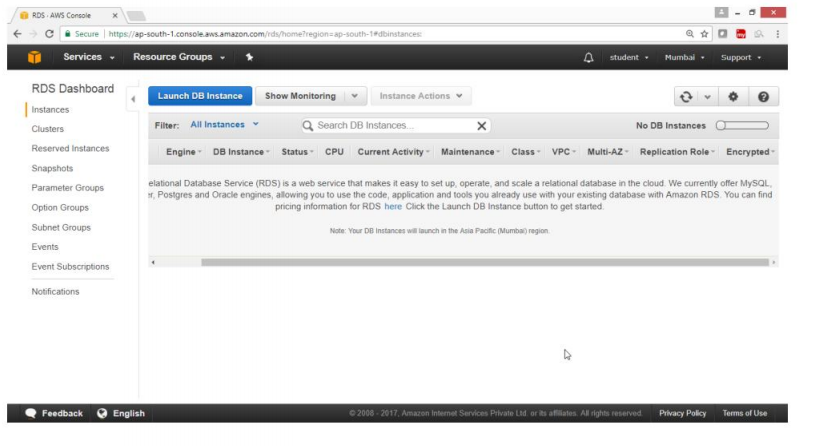 RDS · AWS Console
Secure https://ap-south-1.console.aws.amazon.com/rds/home?region=ap-south-1#dbinstances:
Services Resource Groups student Mumbai Support
RDS Dashboard
Instances
Clusters
Reserved Instances
Snapshots
Parameter Groups
Option Groups
Subnet Groups
Events
Event Subscriptions
Notifications
Launch DB Instance Show Monitoring Instance Actions
Filter: All Instances Search DB Instances... No DB Instances
Engine DB Instance Status CPU Current Activity Maintenance Class VPC Multi-AZ Replication Role Encrypted
elational Database Service (RDS) is a web service that makes it easy to set up, operate, and scale a relational database in the cloud. We currently offer MySQL,
er, Postgres and Oracle engines, allowing you to use the code, application and tools you already use with your existing database with Amazon RDS. You can find
pricing information for RDS here Click the Launch DB Instance button to get started.
Note: Your DB Instances will launch in the Asia Pacific (Mumbai) region.
Feedback English © 2008 - 2017, Amazon Internet Services Private Ltd. or its affiliates. All rights reserved. Privacy Policy Terms of Use